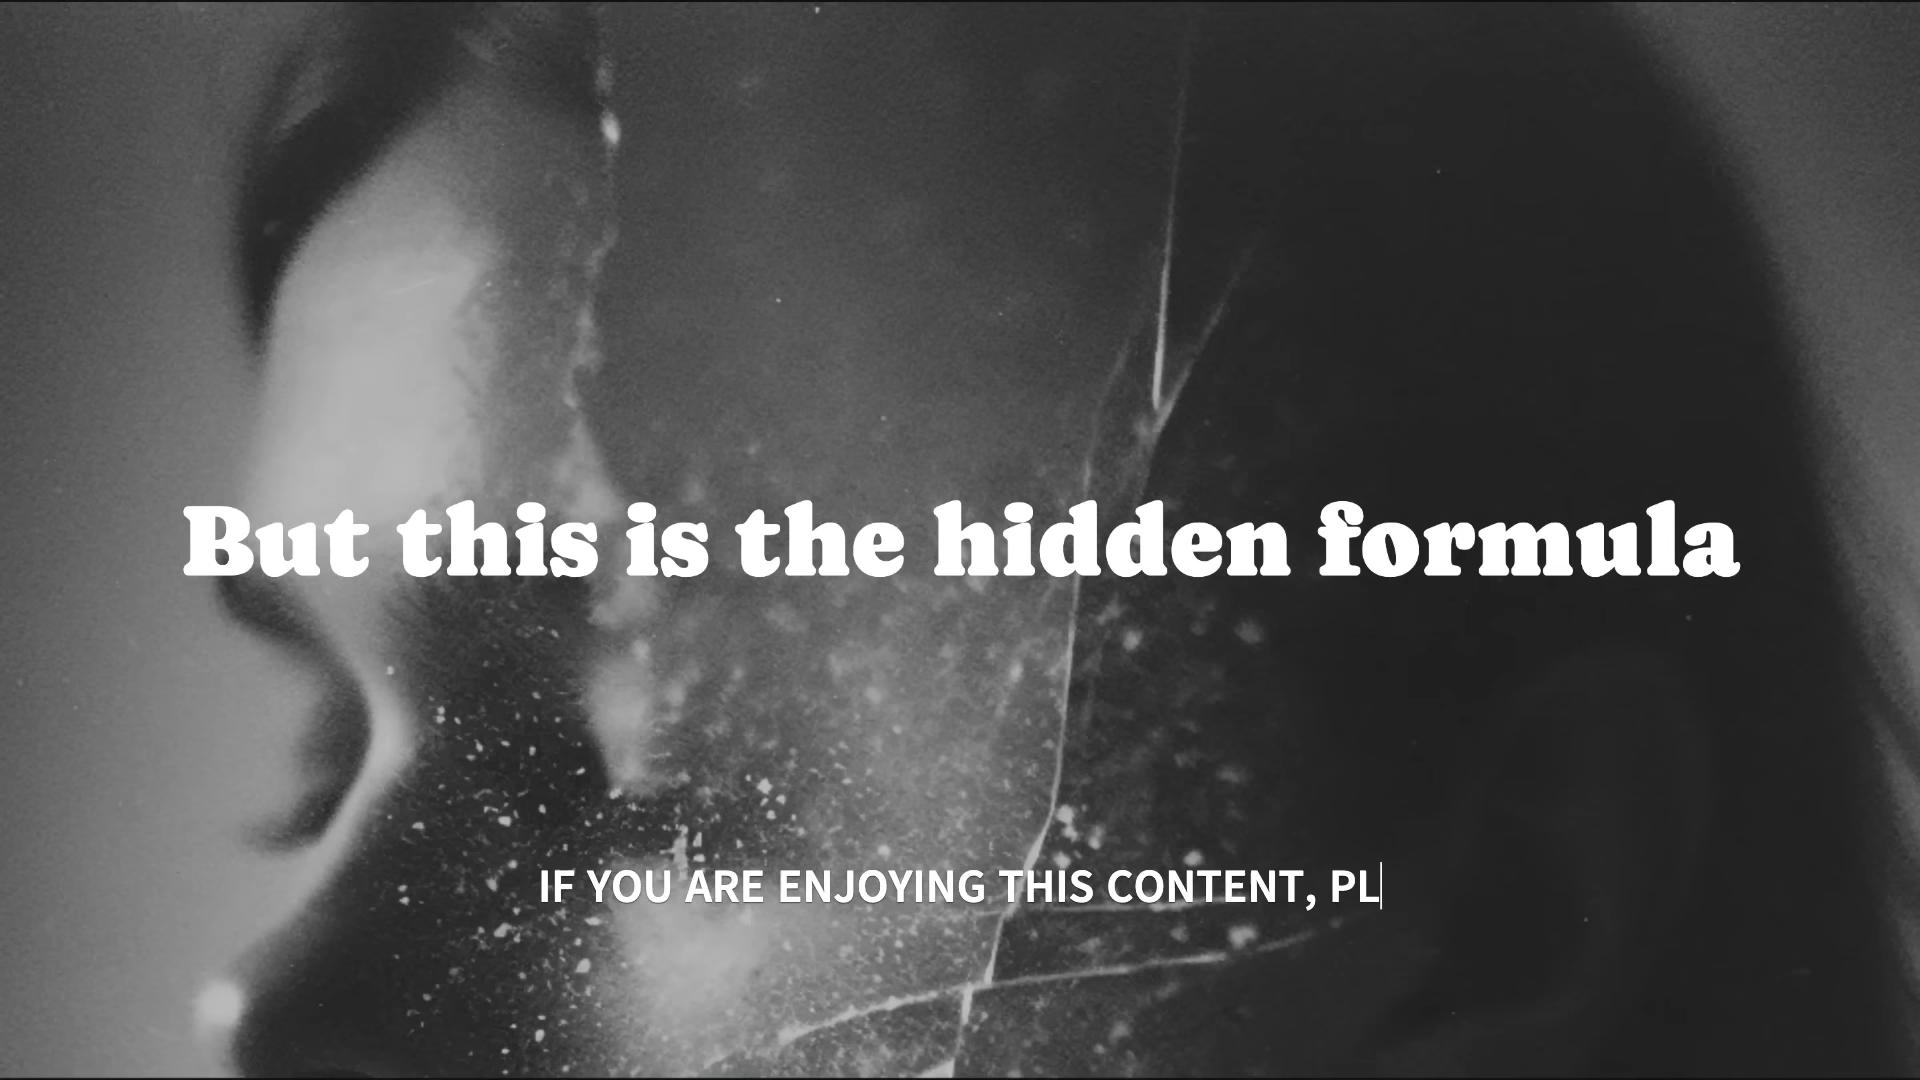 But this is the hidden formula
IF YOU ARE ENJOYING THIS CONTENT, PL